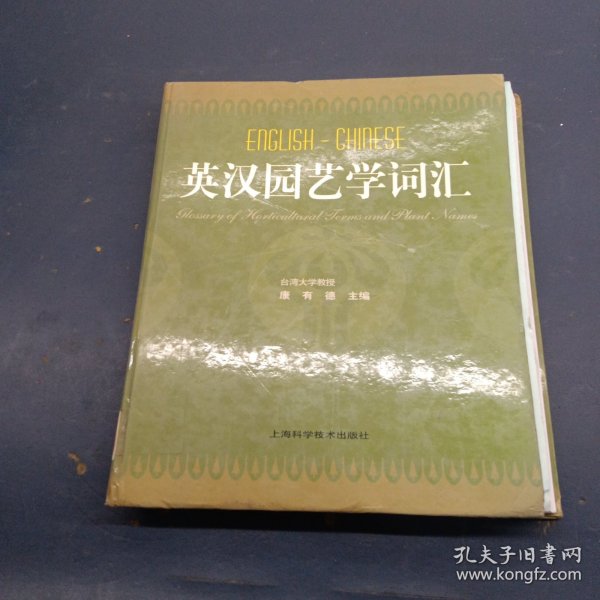 ENGLISH - CHINESE
英汉园艺学词汇
Glossary of Horticultural Terms and Plant Names
台湾大学教授
康有德 主编
上海科学技术出版社
孔夫子旧书网
www.kongfz.com